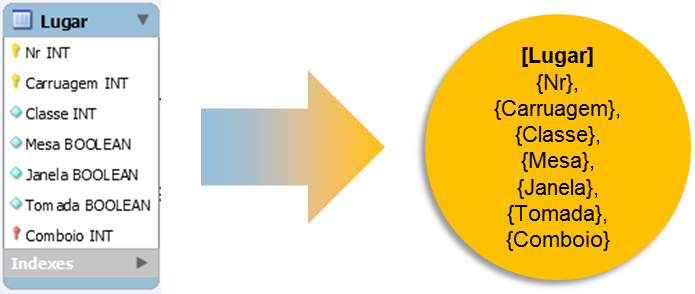 Lugar
Nr INT
Carruagem INT
Classe INT
Mesa BOOLEAN
Janela BOOLEAN
Tomada BOOLEAN
Comboio INT
Indexes
[Lugar]
{Nr},
{Carruagem},
{Classe},
{Mesa},
{Janela},
{Tomada},
{Comboio}